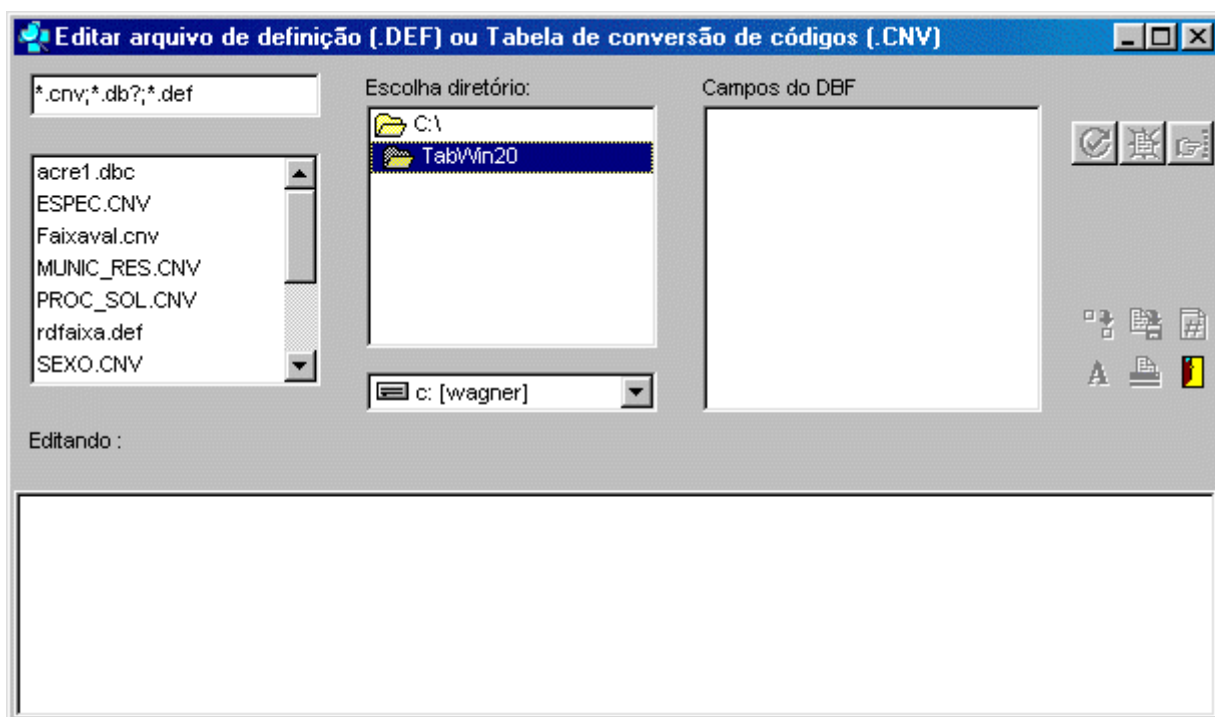 Editar arquivo de definição (.DEF) ou Tabela de conversão de códigos (.CNV)
*.cnv;*.db?;*.def
Escolha diretório:
Campos do DBF
C:\
TabWin20
acre1.dbc
ESPEC.CNV
Faixaval.cnv
MUNIC_RES.CNV
PROC_SOL.CNV
rdfaixa.def
SEXO.CNV
c: [wagner]
Editando :